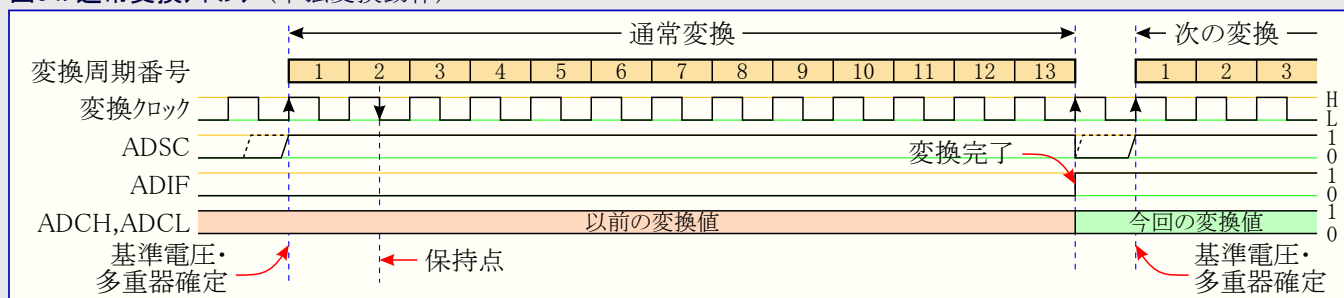 通常変換
次の変換
変換周期番号
1 2 3 4 5 6 7 8 9 10 11 12 13
1 2 3
変換クロック
H
L
ADSC
1
0
変換完了
ADIF
1
0
ADCH,ADCL
以前の変換値
今回の変換値
1
0
基準電圧・
多重器確定
保持点
基準電圧・
多重器確定